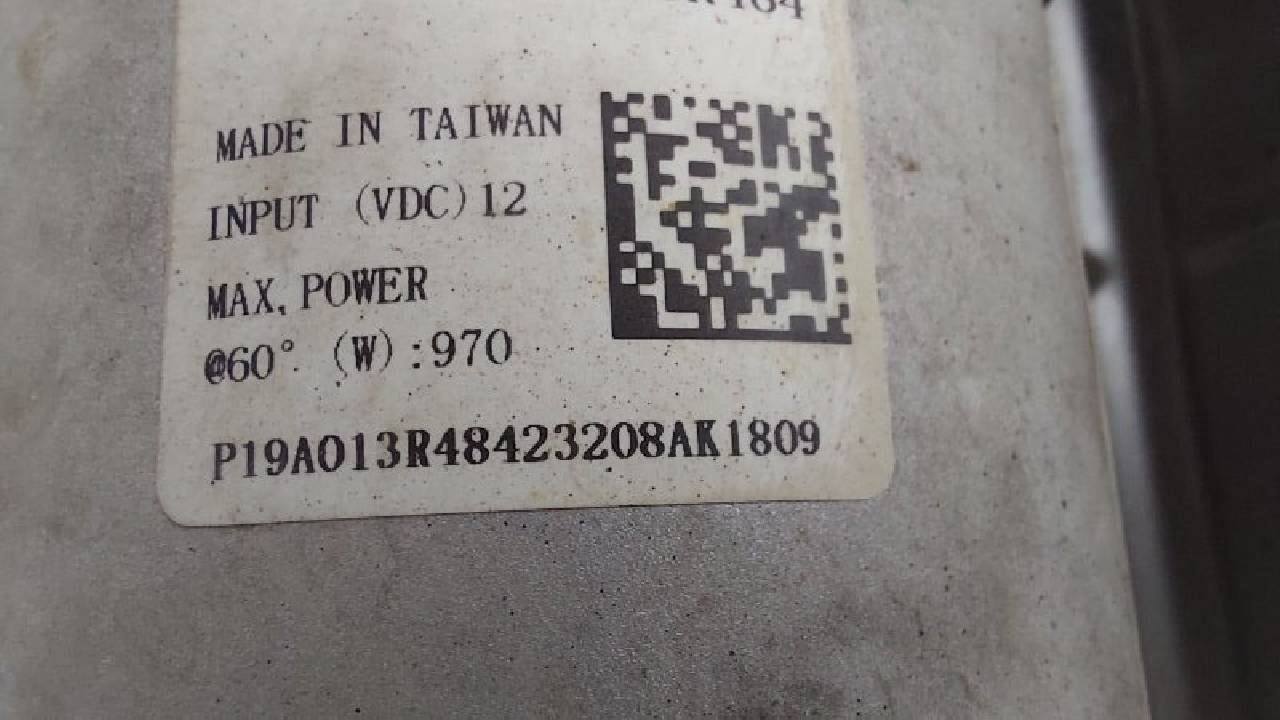 MADE IN TAIWAN
INPUT (VDC)12
MAX, POWER
@60° (W):970
P19A013R48423208AK1809